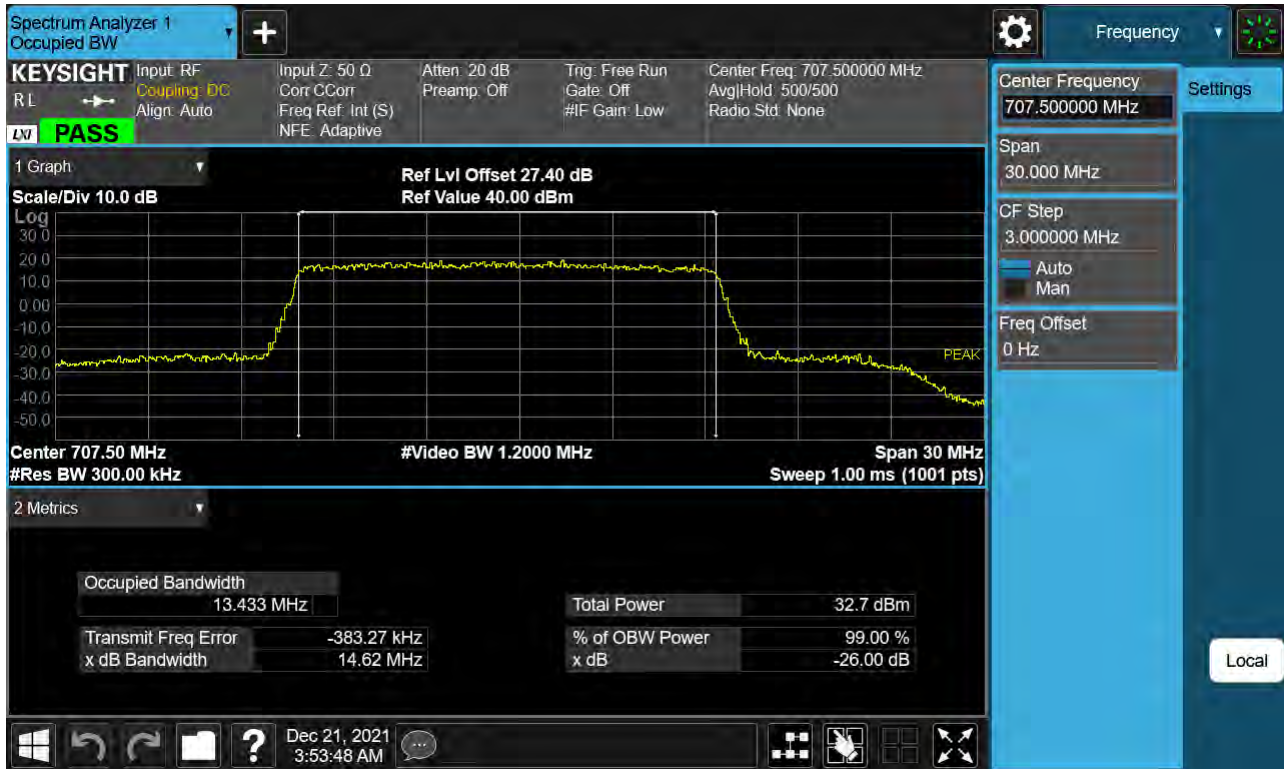 Spectrum Analyzer 1
Occupied BW
+
Frequency
KEYSIGHT
RL
LXI PASS
Input: RF
Coupling: DC
Align: Auto
Input Z: 50 Ω
Corr CCorr
Freq Ref: Int (S)
NFE: Adaptive
Atten: 20 dB
Preamp: Off
Trig: Free Run
Gate: Off
#IF Gain: Low
Center Freq: 707.500000 MHz
Avg|Hold: 500/500
Radio Std: None
Center Frequency
707.500000 MHz
Settings
Span
30.000 MHz
CF Step
3.000000 MHz
Auto
Man
Freq Offset
0 Hz
Local
1 Graph
Scale/Div 10.0 dB
Ref Lvl Offset 27.40 dB
Ref Value 40.00 dBm
Log
30.0
20.0
10.0
0.00
-10.0
-20.0
-30.0
-40.0
-50.0
PEAK
Center 707.50 MHz
#Video BW 1.2000 MHz
Span 30 MHz
#Res BW 300.00 kHz
Sweep 1.00 ms (1001 pts)
2 Metrics
Occupied Bandwidth
13.433 MHz
Total Power 32.7 dBm
Transmit Freq Error -383.27 kHz
% of OBW Power 99.00 %
x dB Bandwidth 14.62 MHz
x dB -26.00 dB
?
Dec 21, 2021
3:53:48 AM